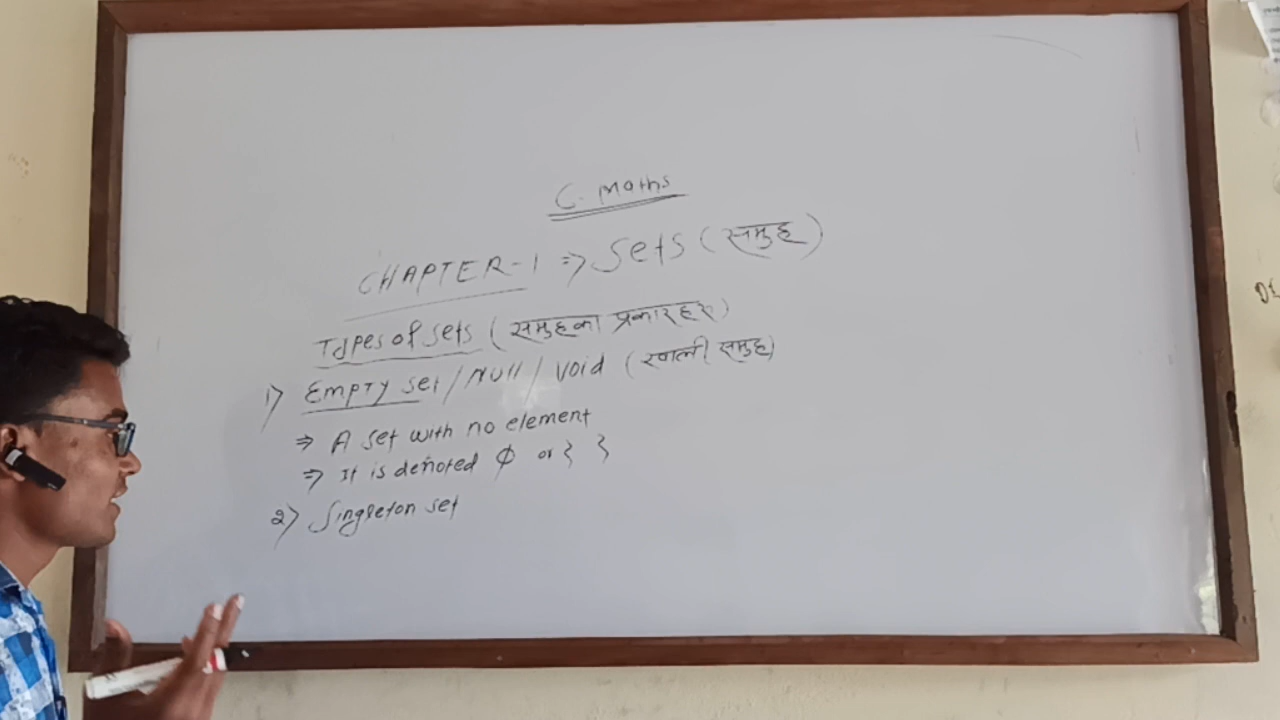 C. Maths
CHAPTER-1 => Sets (समुह)
Types of sets (समुहका प्रकारहरु)
1) Empty set / Null / Void (खाली समुह)
⇒ A set with no element
⇒ It is denoted ϕ or { }
2) Singleton set